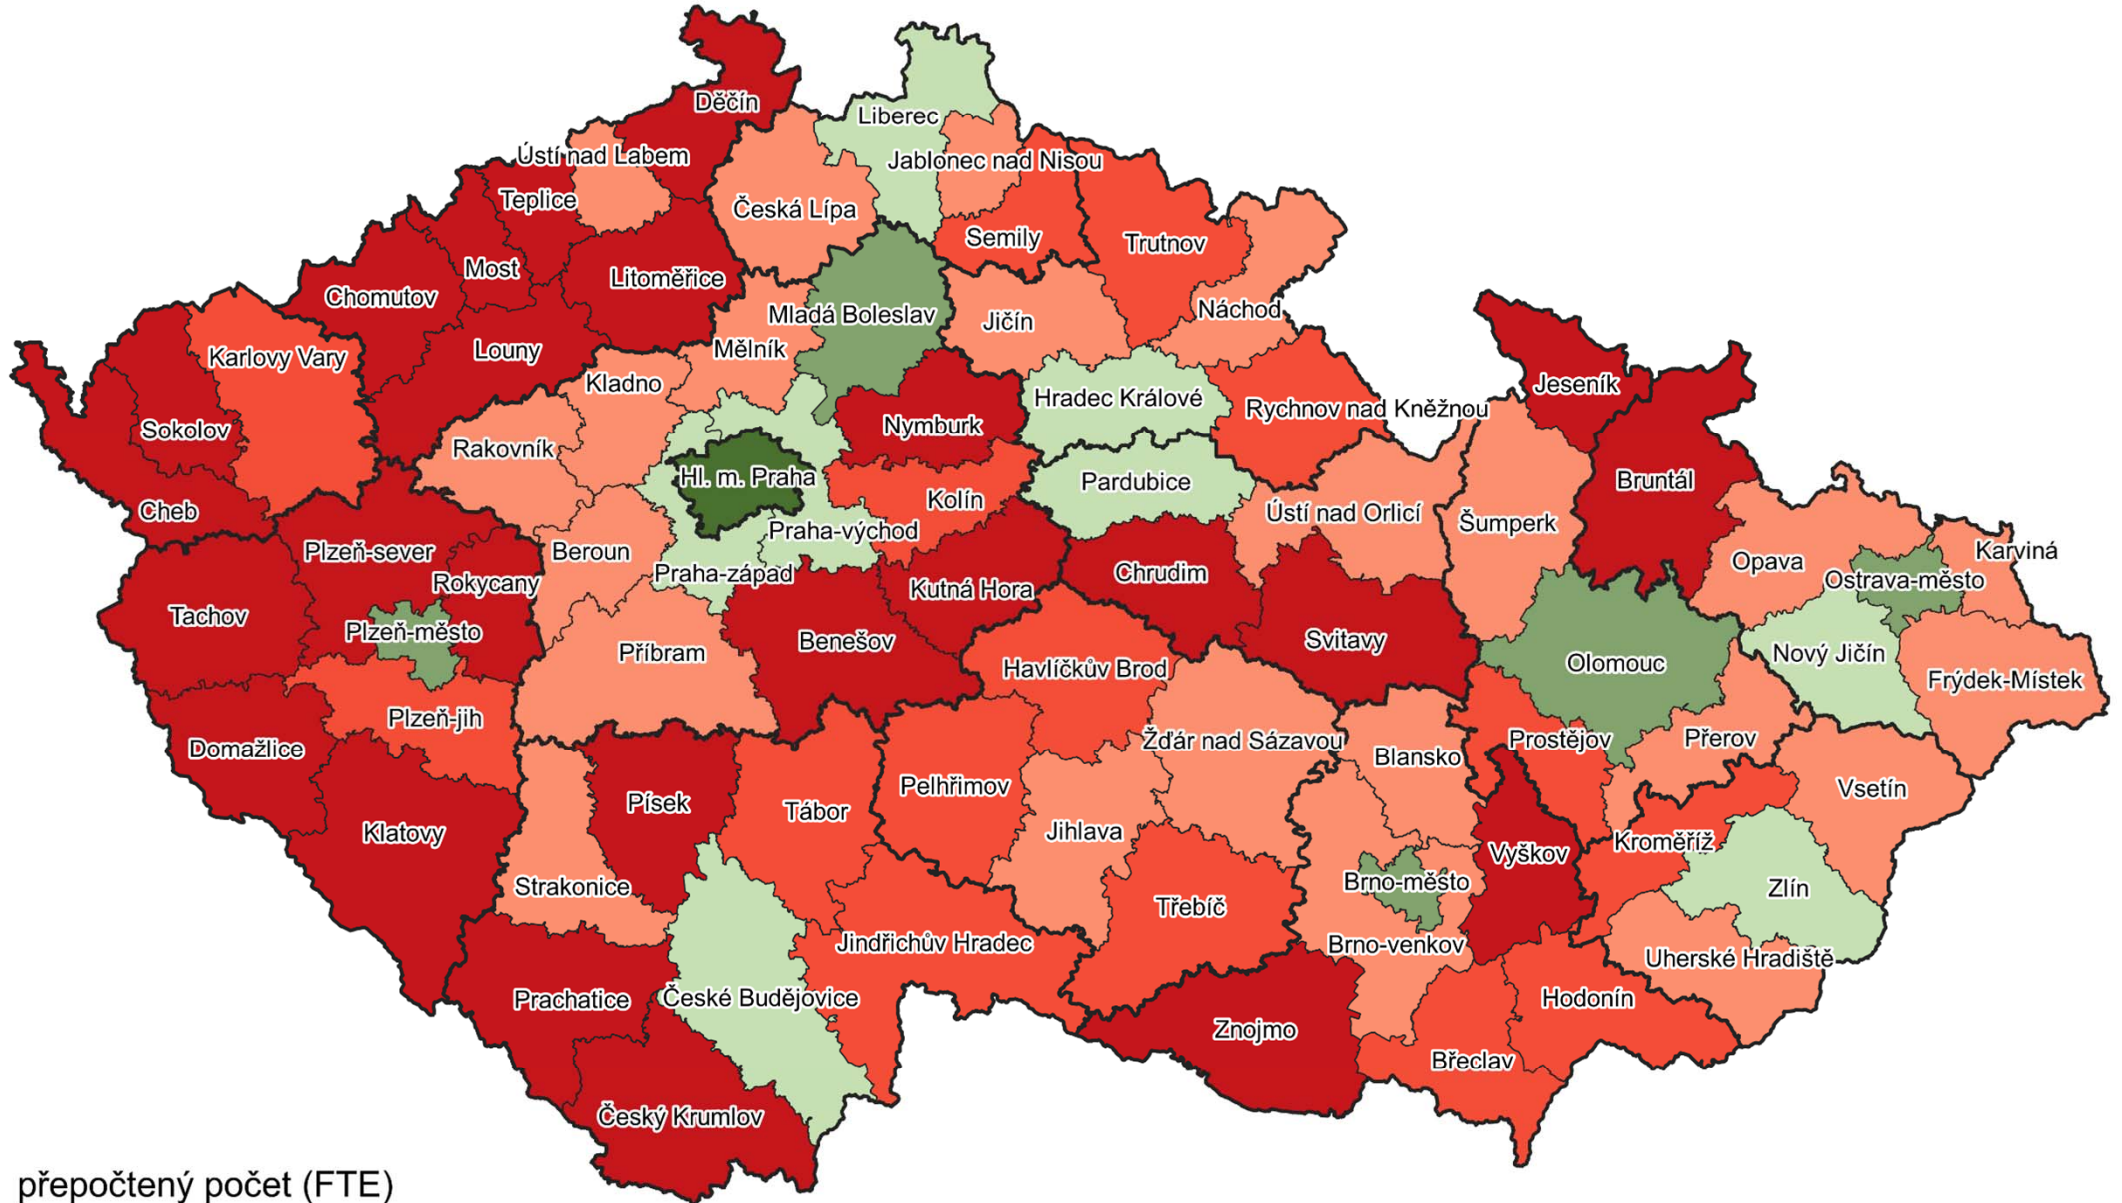 Děčín
Liberec
Ústí nad Labem
Jablonec nad Nisou
Teplice
Česká Lípa
Semily
Trutnov
Most
Litoměřice
Chomutov
Náchod
Mladá Boleslav
Jičín
Louny
Mělník
Karlovy Vary
Kladno
Jeseník
Hradec Králové
Rychnov nad Kněžnou
Nymburk
Sokolov
Rakovník
Hl. m. Praha
Bruntál
Pardubice
Kolín
Cheb
Ústí nad Orlicí
Šumperk
Praha-východ
Plzeň-sever
Beroun
Karviná
Opava
Praha-západ
Chrudim
Ostrava-město
Rokycany
Kutná Hora
Tachov
Plzeň-město
Benešov
Svitavy
Příbram
Nový Jičín
Olomouc
Havlíčkův Brod
Frýdek-Místek
Plzeň-jih
Prostějov
Přerov
Žďár nad Sázavou
Domažlice
Blansko
Pelhřimov
Vsetín
Písek
Tábor
Klatovy
Jihlava
Kroměříž
Vyškov
Brno-město
Strakonice
Zlín
Třebíč
Jindřichův Hradec
Brno-venkov
Uherské Hradiště
Prachatice
České Budějovice
Hodonín
Znojmo
Břeclav
Český Krumlov
přepočtený počet (FTE)